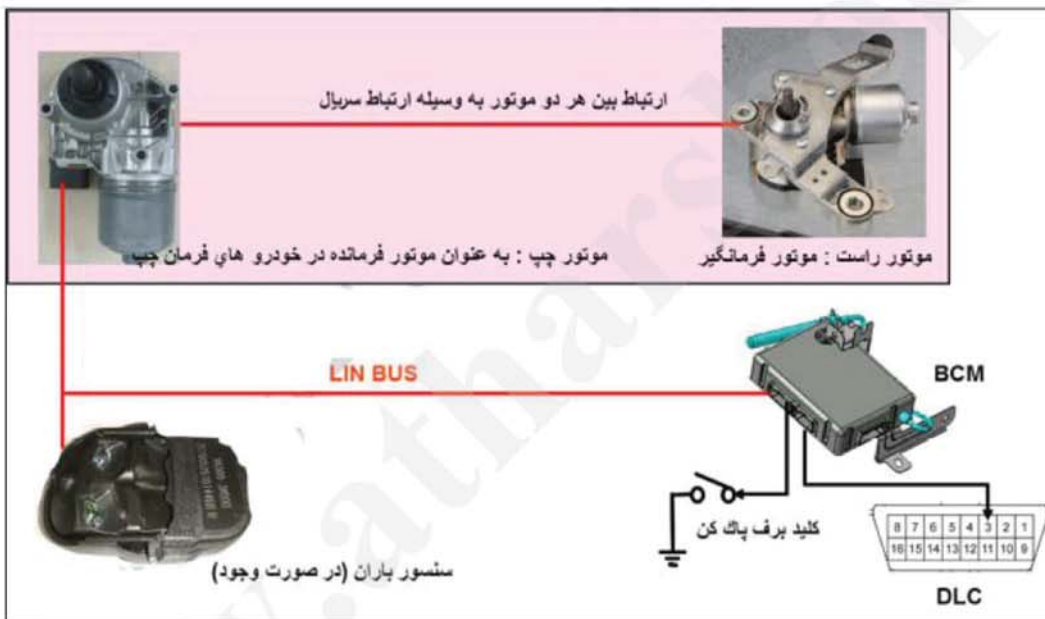 ارتباط بین هر دو موتور به وسیله ارتباط سریال
موتور راست : موتور فرمانگیر
موتور چپ : به عنوان موتور فرمانده در خودرو های فرمان چپ
LIN BUS
BCM
کلید برف پاك کن
8 7 6 5 4 3 2 1
16 15 14 13 12 11 10 9
DLC
سنسور باران (در صورت وجود)